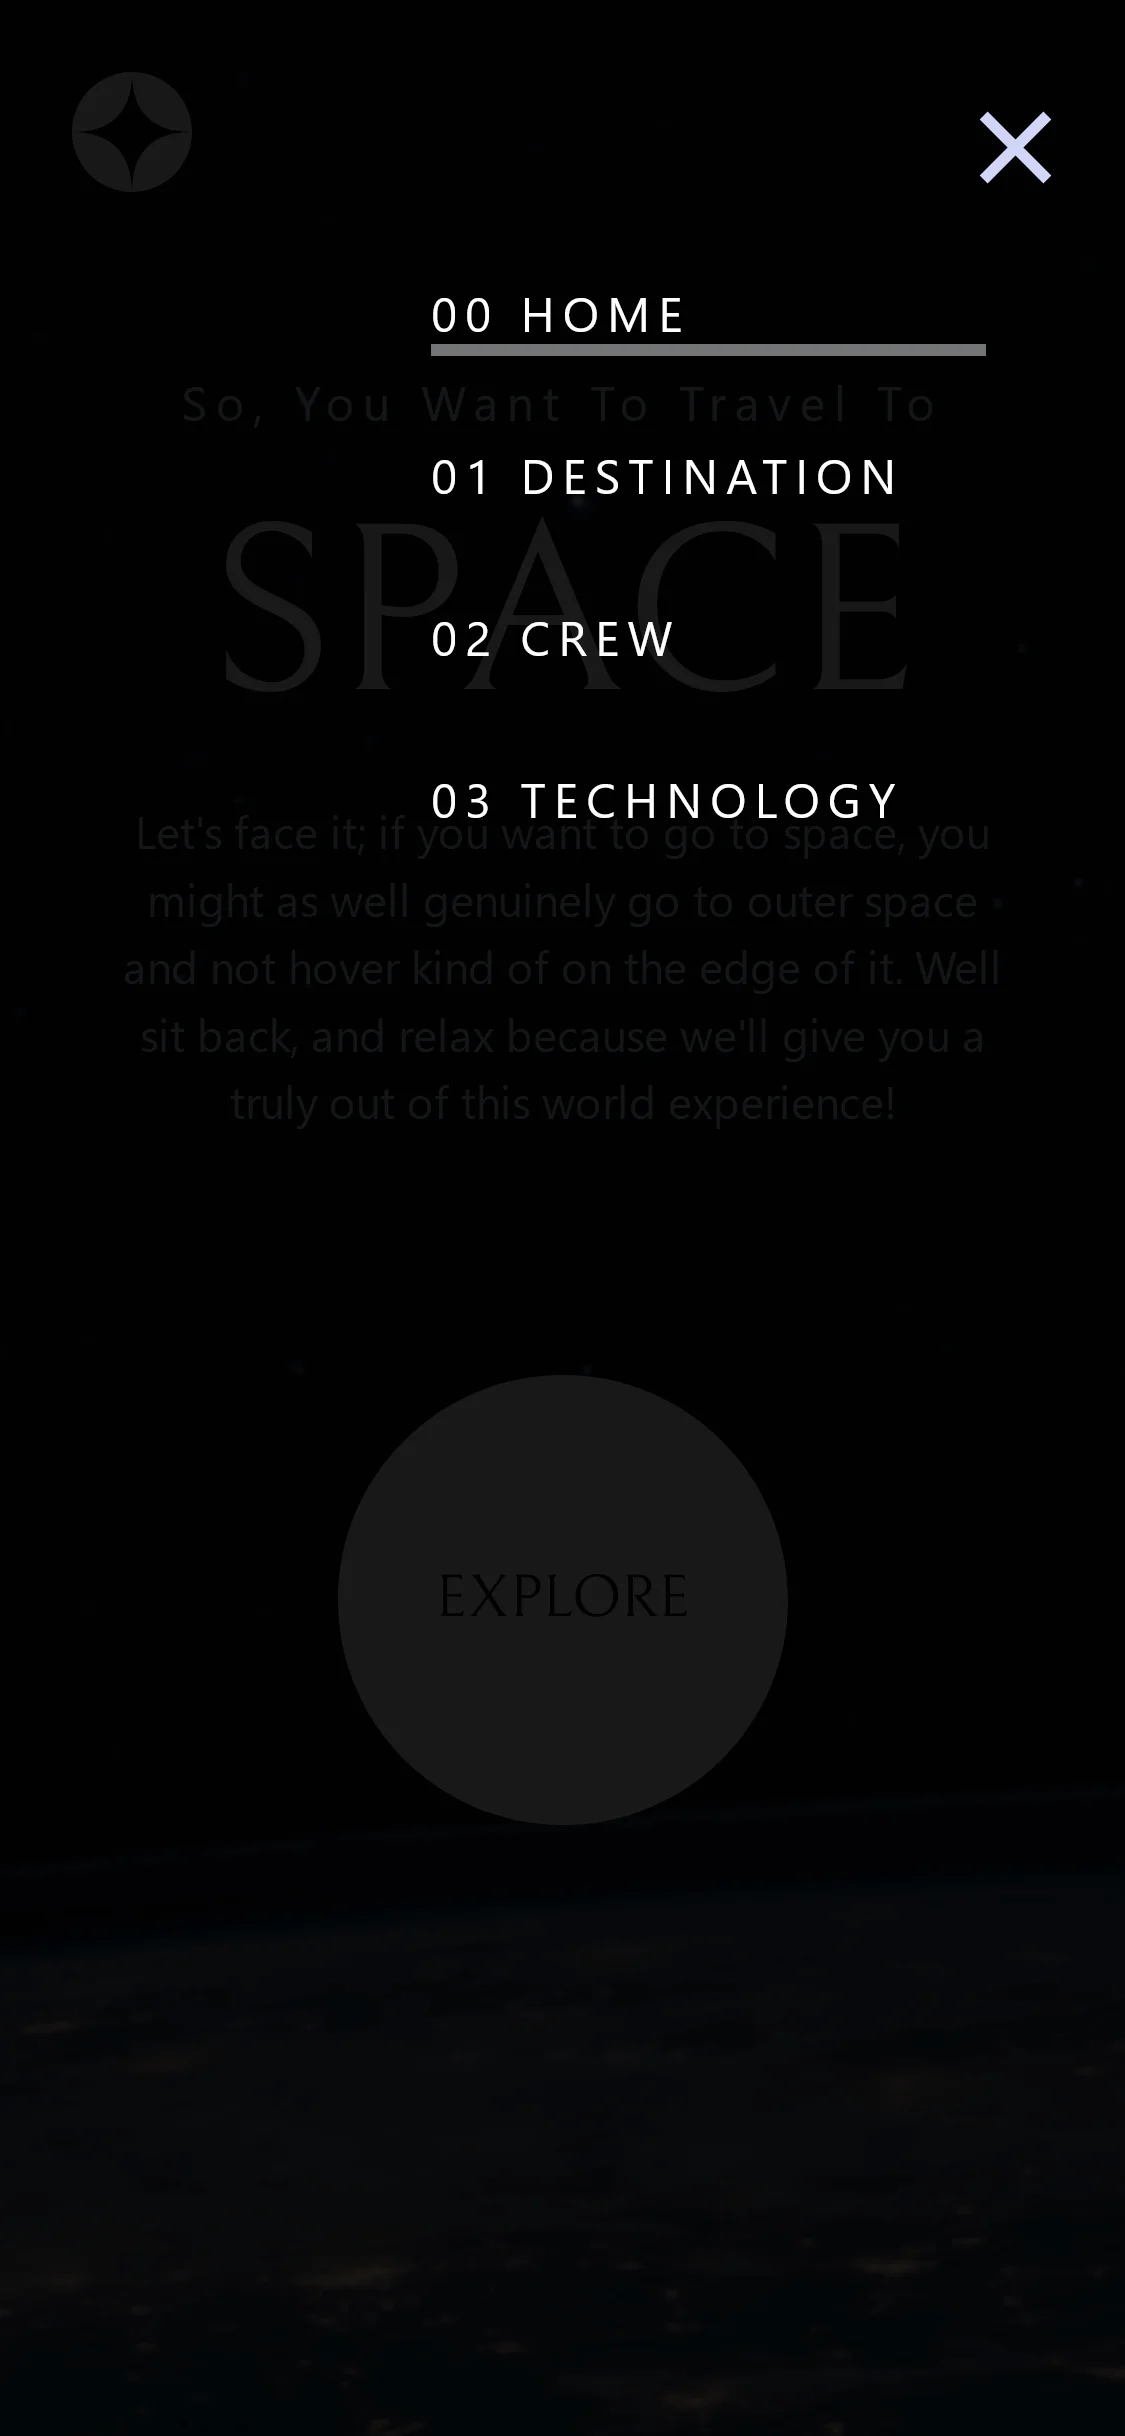 00 HOME
So, You Want To Travel To
01 DESTINATION
SPACE
02 CREW
03 TECHNOLOGY
Let's face it; if you want to go to space, you
might as well genuinely go to outer space
and not hover kind of on the edge of it. Well
sit back, and relax because we'll give you a
truly out of this world experience!
EXPLORE